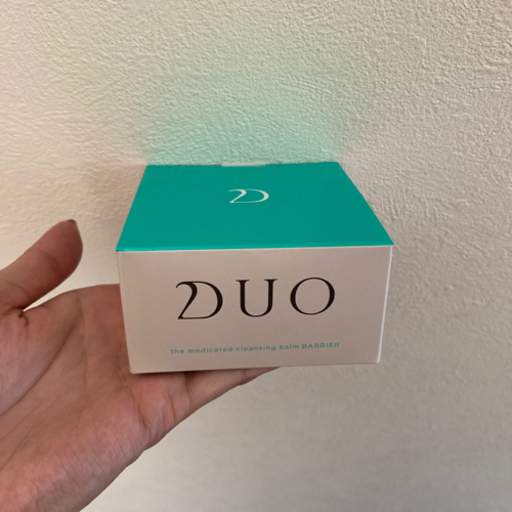 D
DUO
the medicated cleansing balm BARRIER